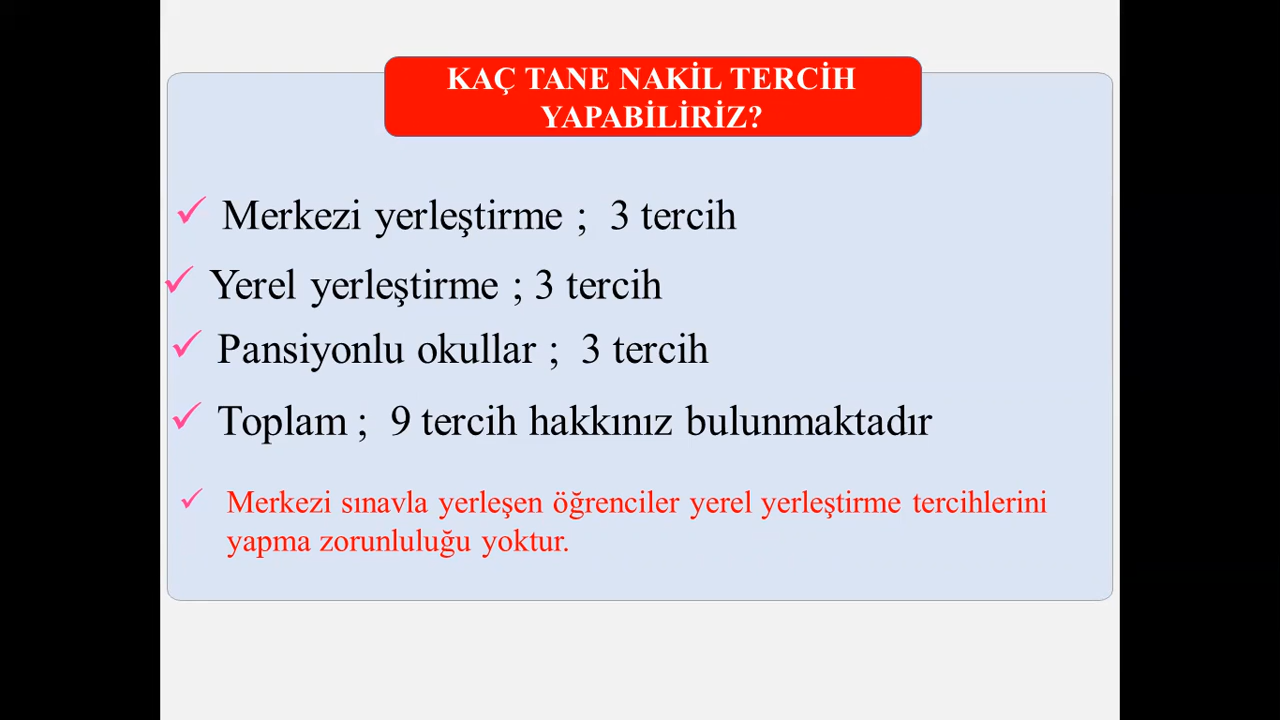 KAÇ TANE NAKİL TERCİH
YAPABİLİRİZ?
✓ Merkezi yerleştirme ; 3 tercih
✓ Yerel yerleştirme ; 3 tercih
✓ Pansiyonlu okullar ; 3 tercih
✓ Toplam ; 9 tercih hakkınız bulunmaktadır
✓ Merkezi sınavla yerleşen öğrenciler yerel yerleştirme tercihlerini
yapma zorunluluğu yoktur.